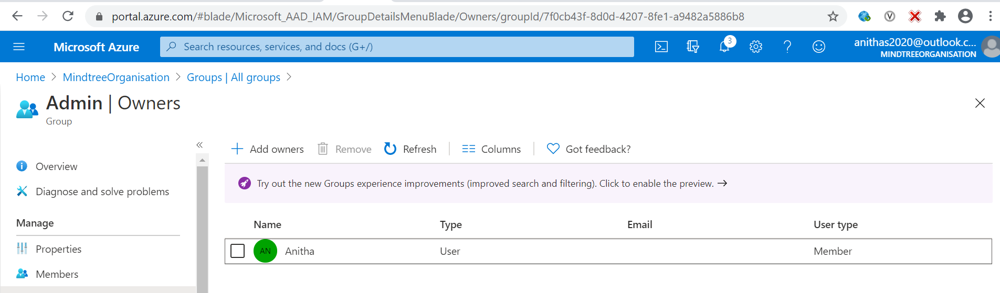 portal.azure.com/#blade/Microsoft_AAD_IAM/GroupDetailsMenuBlade/Owners/groupId/7f0cb43f-8d0d-4207-8fe1-a9482a5886b8
V
Microsoft Azure
Search resources, services, and docs (G+/)
3
anithas2020@outlook.c...
MINDTREEORGANISATION
Home > MindtreeOrganisation > Groups | All groups >
Admin | Owners
Group
«
+ Add owners Remove Refresh Columns Got feedback?
Overview
Try out the new Groups experience improvements (improved search and filtering). Click to enable the preview. →
Diagnose and solve problems
Manage
Name Type Email User type
Properties
AN Anitha User Member
Members